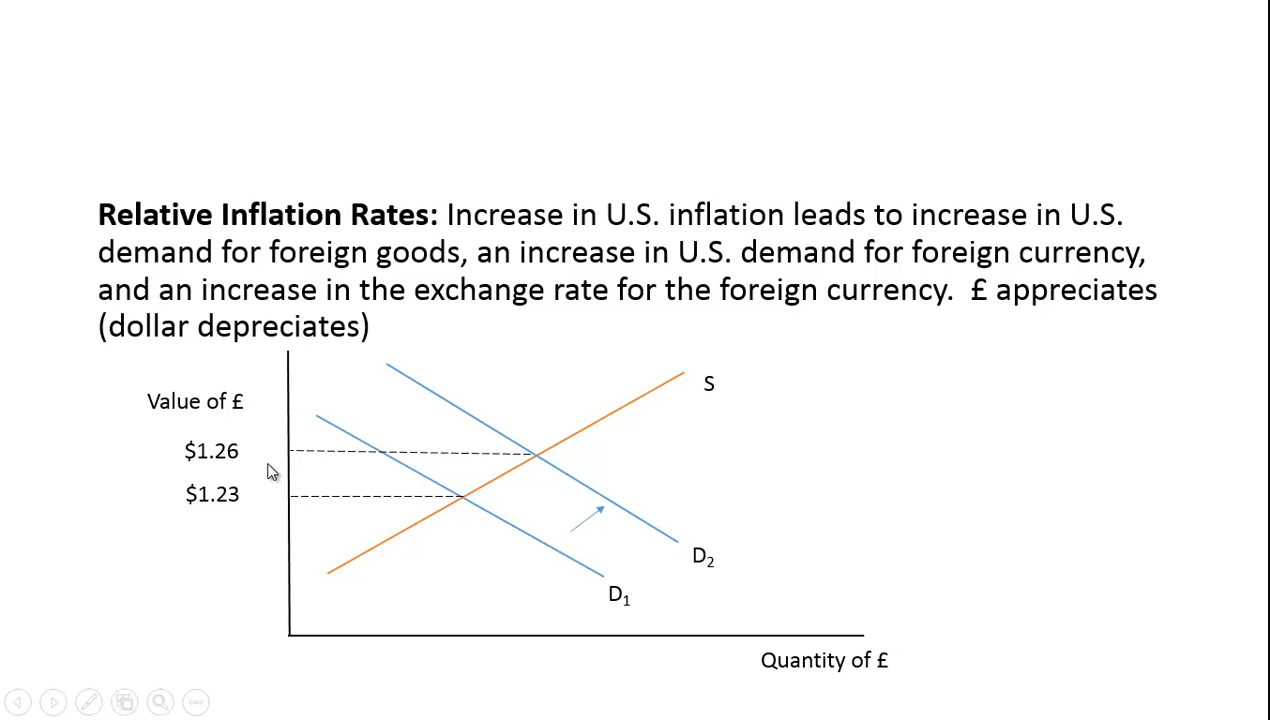 Relative Inflation Rates: Increase in U.S. inflation leads to increase in U.S.
demand for foreign goods, an increase in U.S. demand for foreign currency,
and an increase in the exchange rate for the foreign currency.  £ appreciates
(dollar depreciates)
S
Value of £
$1.26
$1.23
D₂
D₁
Quantity of £